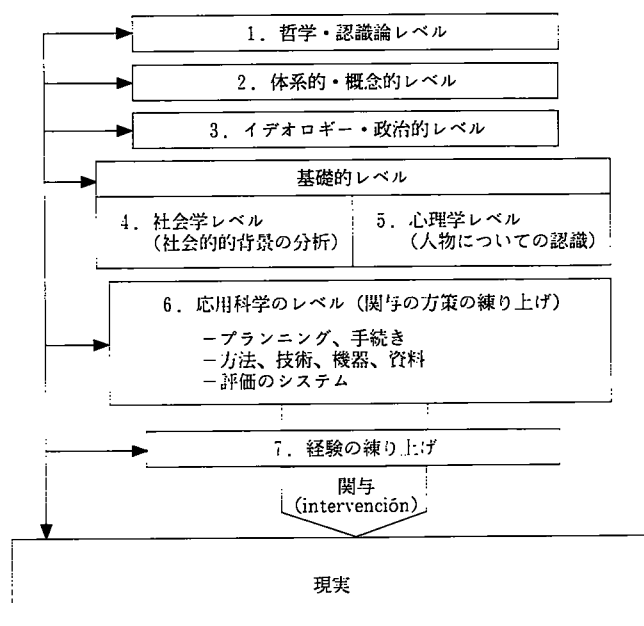 1．哲学・認識論レベル
2．体系的・概念的レベル
3．イデオロギー・政治的レベル
基礎的レベル
4．社会学レベル
（社会的的背景の分析）
5．心理学レベル
（人物についての認識）
6．応用科学のレベル（関与の方策の練り上げ）
－プランニング、手続き
－方法、技術、機器、資料
－評価のシステム
7．経験の練り上げ
関与
(intervención)
現実